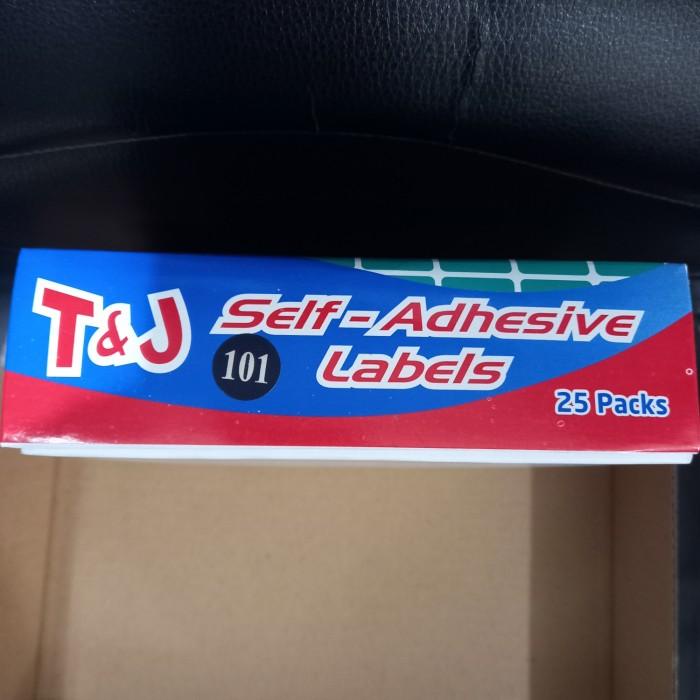 T&J
Self-Adhesive
101
Labels
25 Packs